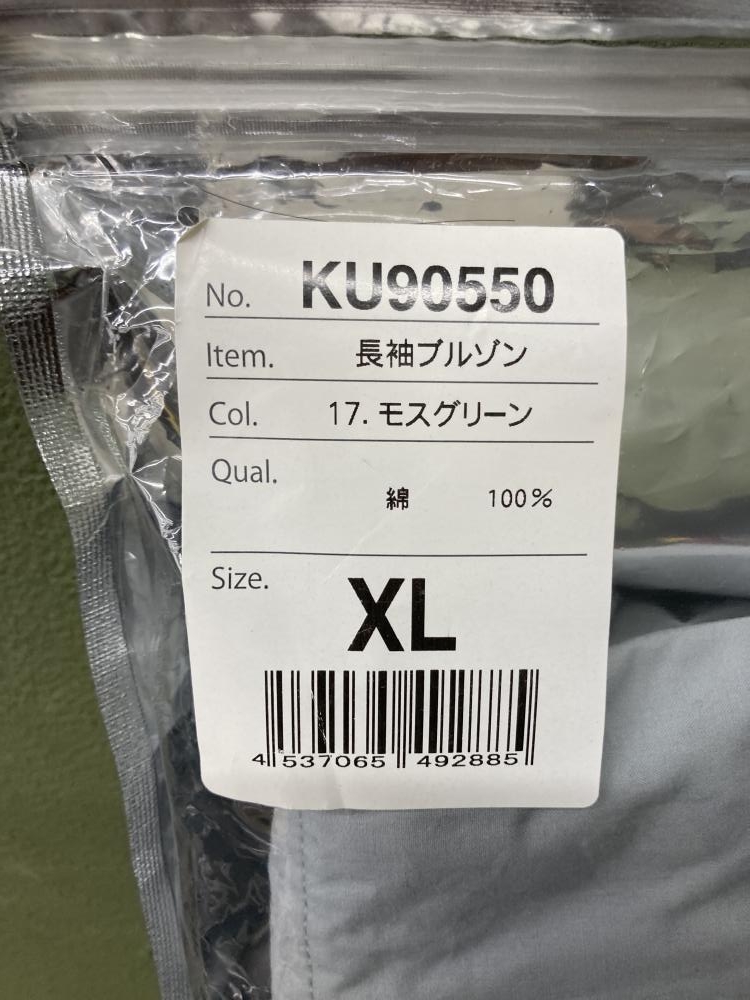 No. KU90550
Item. 長袖ブルゾン
Col. 17. モスグリーン
Qual.
綿 100%
Size.
XL
4 537065 492885